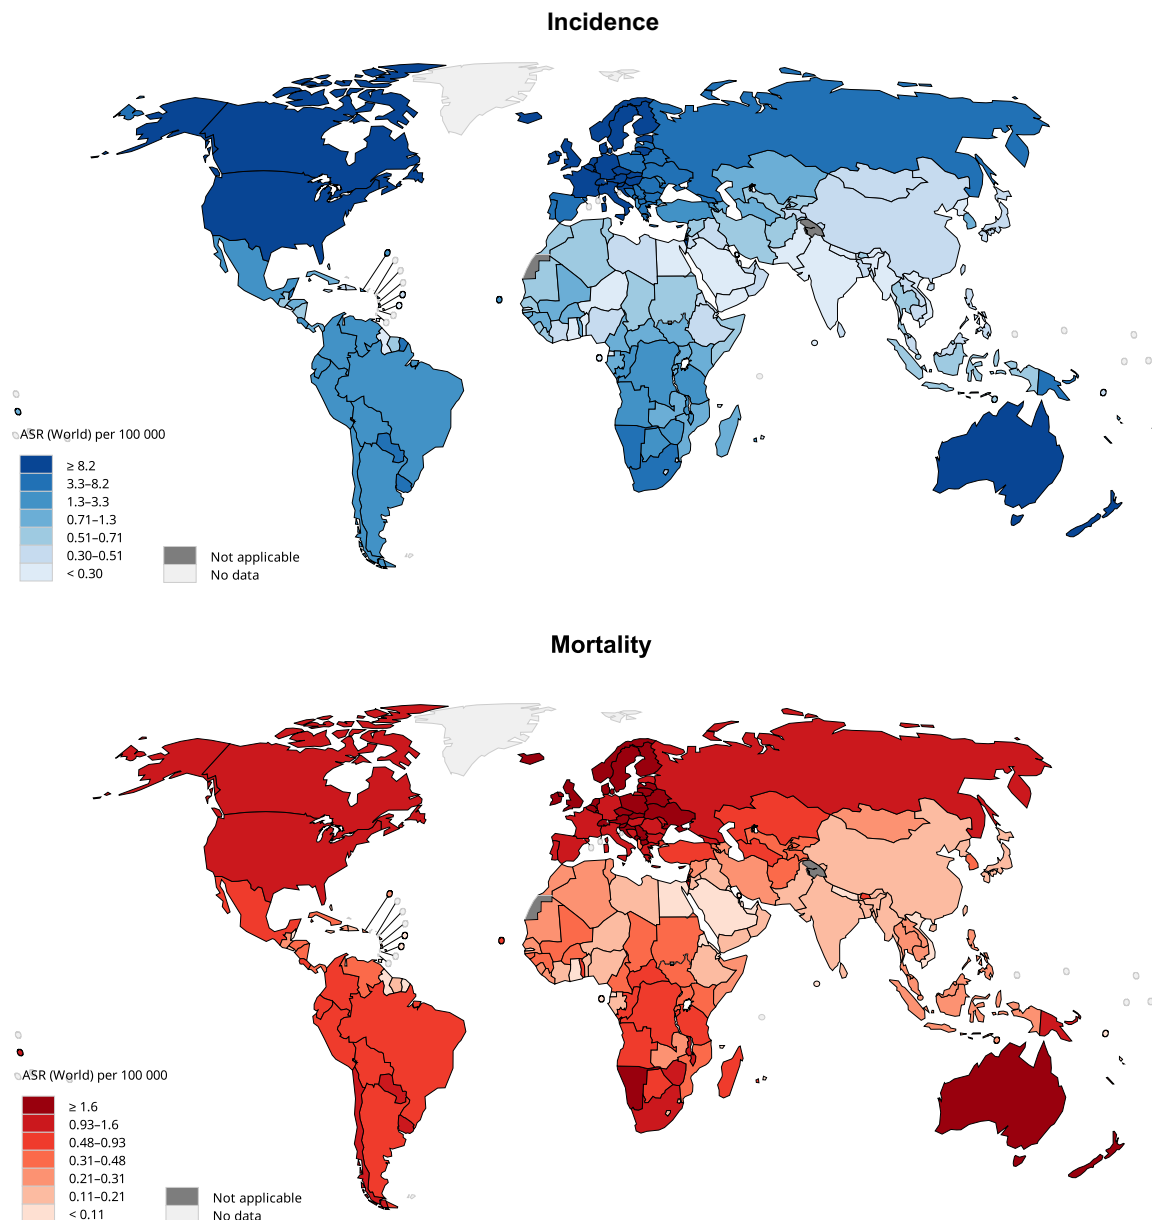 Incidence
ASR (World) per 100 000
≥ 8.2
3.3–8.2
1.3–3.3
0.71–1.3
0.51–0.71
0.30–0.51
< 0.30
Not applicable
No data
Mortality
ASR (World) per 100 000
≥ 1.6
0.93–1.6
0.48–0.93
0.31–0.48
0.21–0.31
0.11–0.21
< 0.11
Not applicable
No data